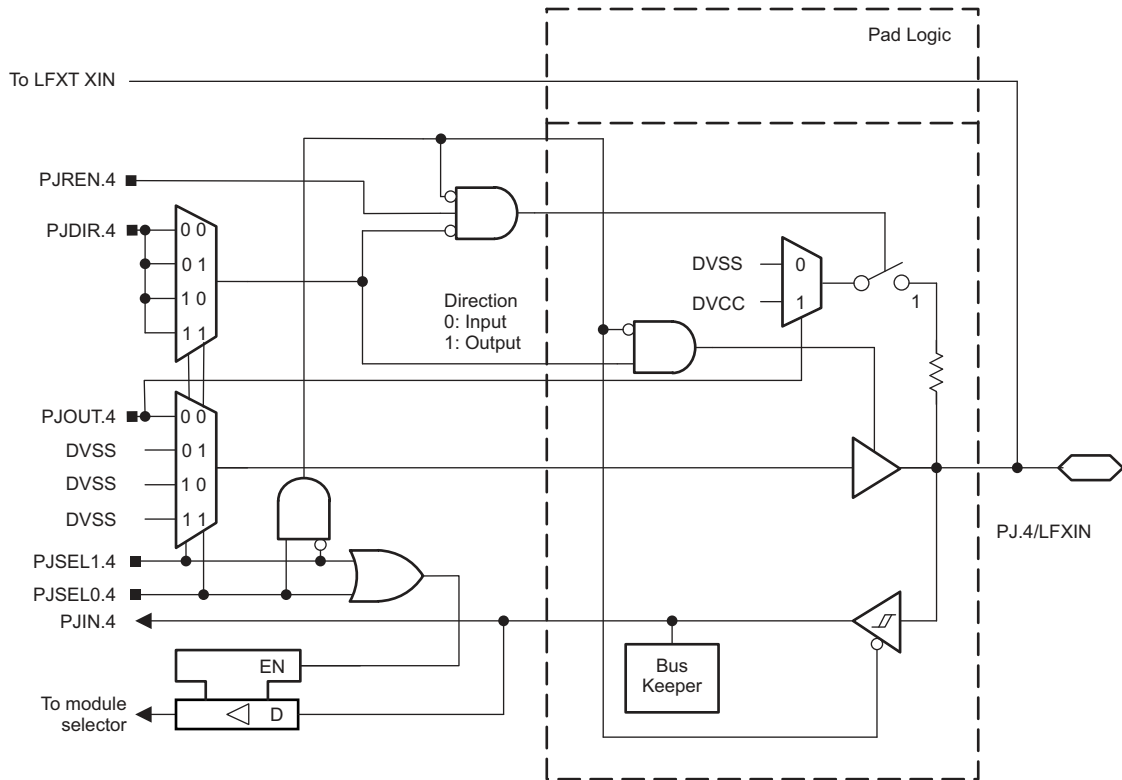 Pad Logic
To LFXT XIN
PJREN.4
PJDIR.4
0 0
0 1
1 0
1 1
Direction
0: Input
1: Output
DVSS
DVCC
0
1
1
PJOUT.4
DVSS
DVSS
DVSS
0 0
0 1
1 0
1 1
PJSEL1.4
PJSEL0.4
PJIN.4
PJ.4/LFXIN
EN
D
To module
selector
Bus
Keeper